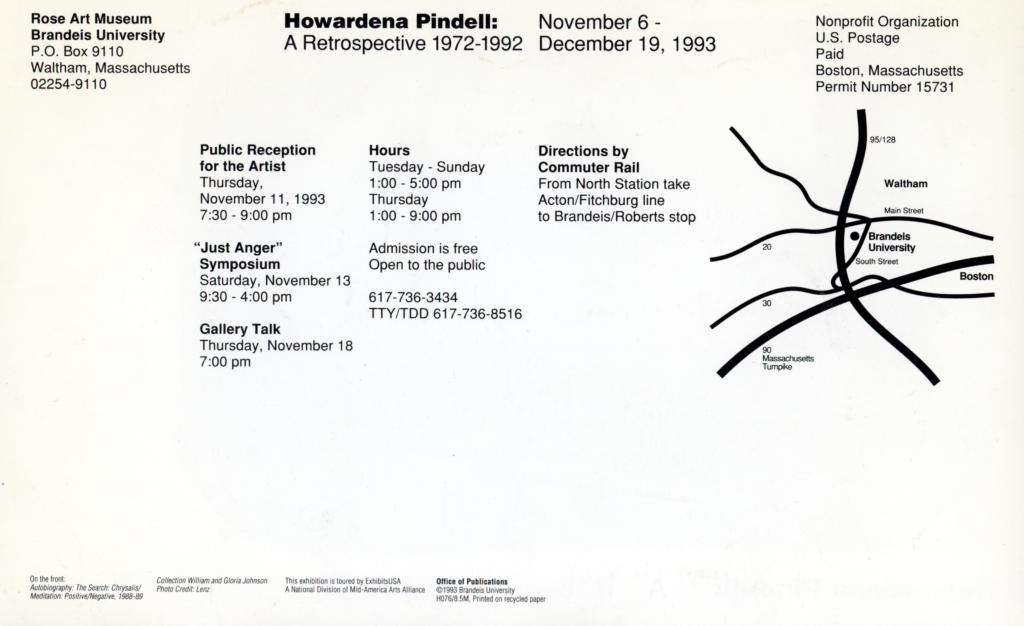 Rose Art Museum
Brandeis University
P.O. Box 9110
Waltham, Massachusetts
02254-9110
Howardena Pindell:
A Retrospective 1972-1992
November 6 -
December 19, 1993
Nonprofit Organization
U.S. Postage
Paid
Boston, Massachusetts
Permit Number 15731
Public Reception
for the Artist
Thursday,
November 11, 1993
7:30 - 9:00 pm
"Just Anger"
Symposium
Saturday, November 13
9:30 - 4:00 pm
Gallery Talk
Thursday, November 18
7:00 pm
Hours
Tuesday - Sunday
1:00 - 5:00 pm
Thursday
1:00 - 9:00 pm
Admission is free
Open to the public
617-736-3434
TTY/TDD 617-736-8516
Directions by
Commuter Rail
From North Station take
Acton/Fitchburg line
to Brandeis/Roberts stop
95/128
Waltham
Main Street
Brandeis
University
20
South Street
Boston
30
90
Massachusetts
Turnpike
On the front:
Autobiography: The Search: Chrysalis/
Meditation: Positive/Negative, 1988-89
Collection William and Gloria Johnson
Photo Credit: Lenz
This exhibition is toured by ExhibitsUSA
A National Division of Mid-America Arts Alliance
Office of Publications
©1993 Brandeis University
H076/8.5M, Printed on recycled paper